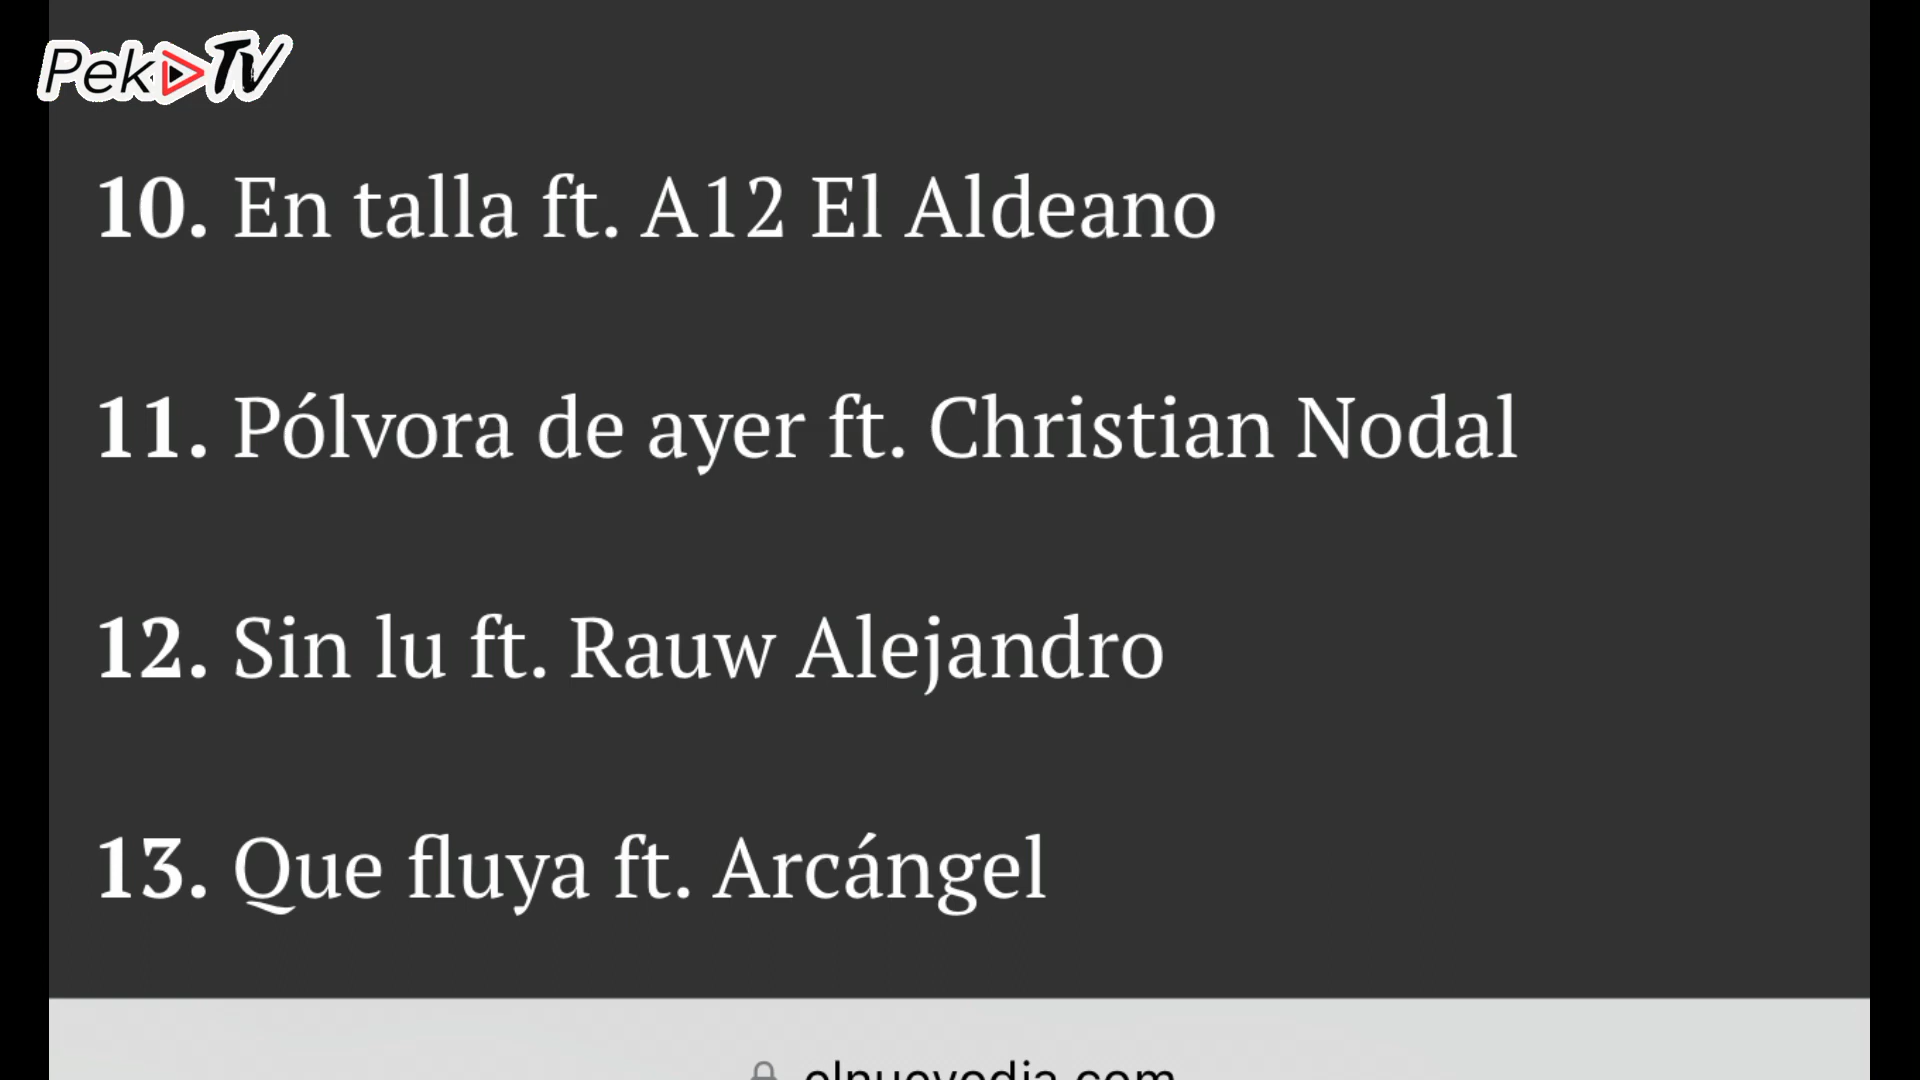 PekTV
10. En talla ft. A12 El Aldeano
11. Pólvora de ayer ft. Christian Nodal
12. Sin lu ft. Rauw Alejandro
13. Que fluya ft. Arcángel
elnuevodia.com